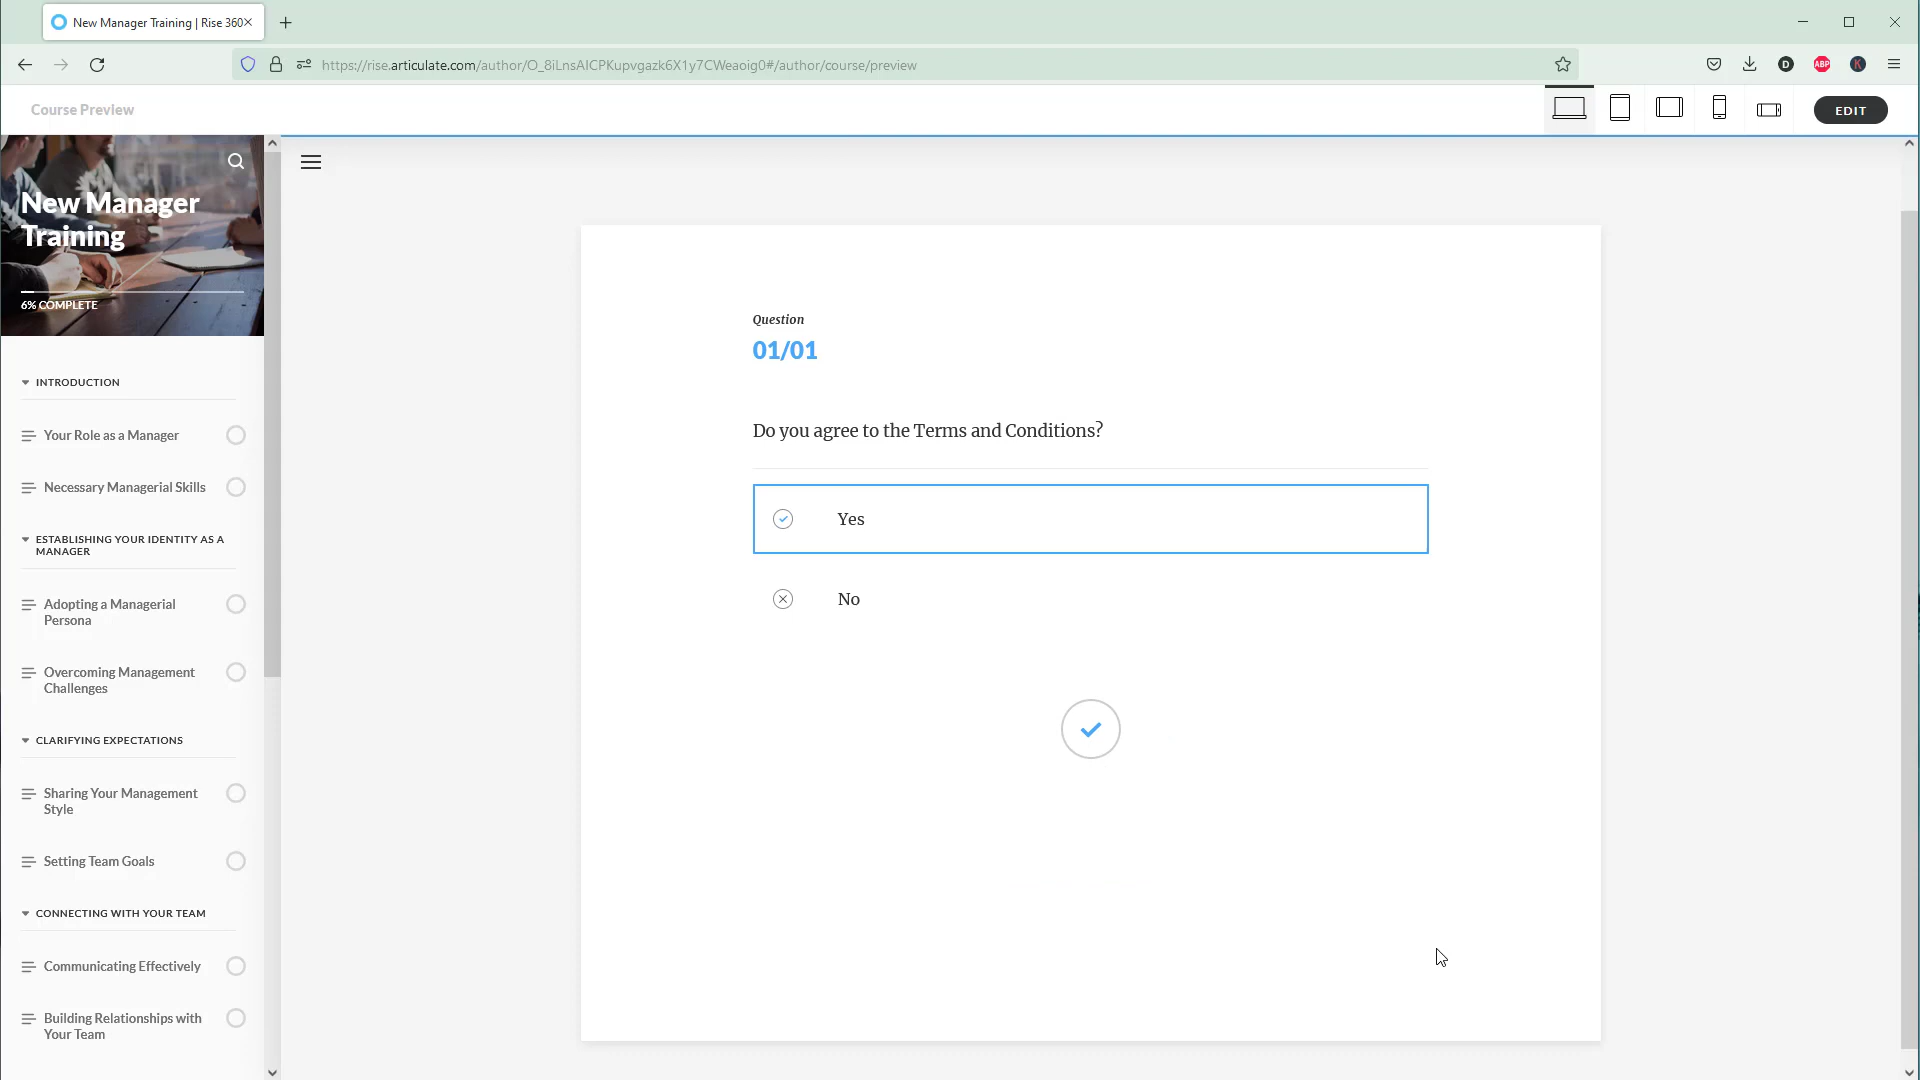 New Manager Training | Rise 360
https://rise.articulate.com/author/O_8iLnsAICPKupvgazk6X1y7CWeaoig0#/author/course/preview
D
ABP
K
Course Preview
EDIT
New Manager
Training
6% COMPLETE
INTRODUCTION
Your Role as a Manager
Necessary Managerial Skills
ESTABLISHING YOUR IDENTITY AS A
MANAGER
Adopting a Managerial
Persona
Overcoming Management
Challenges
CLARIFYING EXPECTATIONS
Sharing Your Management
Style
Setting Team Goals
CONNECTING WITH YOUR TEAM
Communicating Effectively
Building Relationships with
Your Team
Question
01/01
Do you agree to the Terms and Conditions?
Yes
No